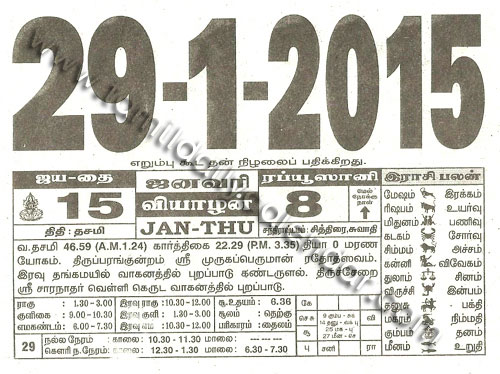 29-1-2015
எறும்பு கூட தன் நிழலைப் பதிக்கிறது.
ஜய-தை 15
திதி: தசமி
ஜனவரி
வியாழன்
JAN-THU
ரப்யூஸானி 8
மேல் நோக்கு நாள்
சந்திராஷ்டமம்: சித்திரை, சுவாதி
இராசி பலன்
மேஷம் இரக்கம்
ரிஷபம் உயர்வு
மிதுனம் பணிவு
கடகம் சோர்வு
சிம்மம் அச்சம்
கன்னி விவேகம்
துலாம் சினம்
விருச்சி இன்பம்
தனுசு பக்தி
மகரம் நிம்மதி
கும்பம் தனம்
மீனம் உறுதி
வ.தசமி 46.59 (A.M.1.24) கார்த்திகை 22.29 (P.M. 3.35) நிமி 0 மரண
யோகம். திருப்பரங்குன்றம் ஸ்ரீ முருகப்பெருமான் ரதோற்ஸவம்.
இரவு தங்கமயில் வாகனத்தில் புறப்பாடு கண்டருளல். திருச்சேறை
ஸ்ரீ சாரநாதர் வெள்ளி கெருட வாகனத்தில் புறப்பாடு.
ராகு : 1.30 - 3.00 இரவு ராகு : 10.30 - 12.00 சூ.உதயம் : 6.36
குளிகை : 9.00 - 10.30 இரவு குளி : 1.30 - 3.00 சூலம் : தெற்கு
எமகண்டம் : 6.00 - 7.30 இரவு எம : 10.30 - 12.00 பரிகாரம் : தைலம்
29 நல்ல நேரம் : காலை: 10.30 - 11.30 மாலை:
கௌரி ந.நேரம்: காலை: 12.30 - 1.30 மாலை: 6.30 - 7.30
கே
செ சு 9 கும்ப - சுக் வி
14 தனு - பு
27 மீன - செ
பு சனி ரா